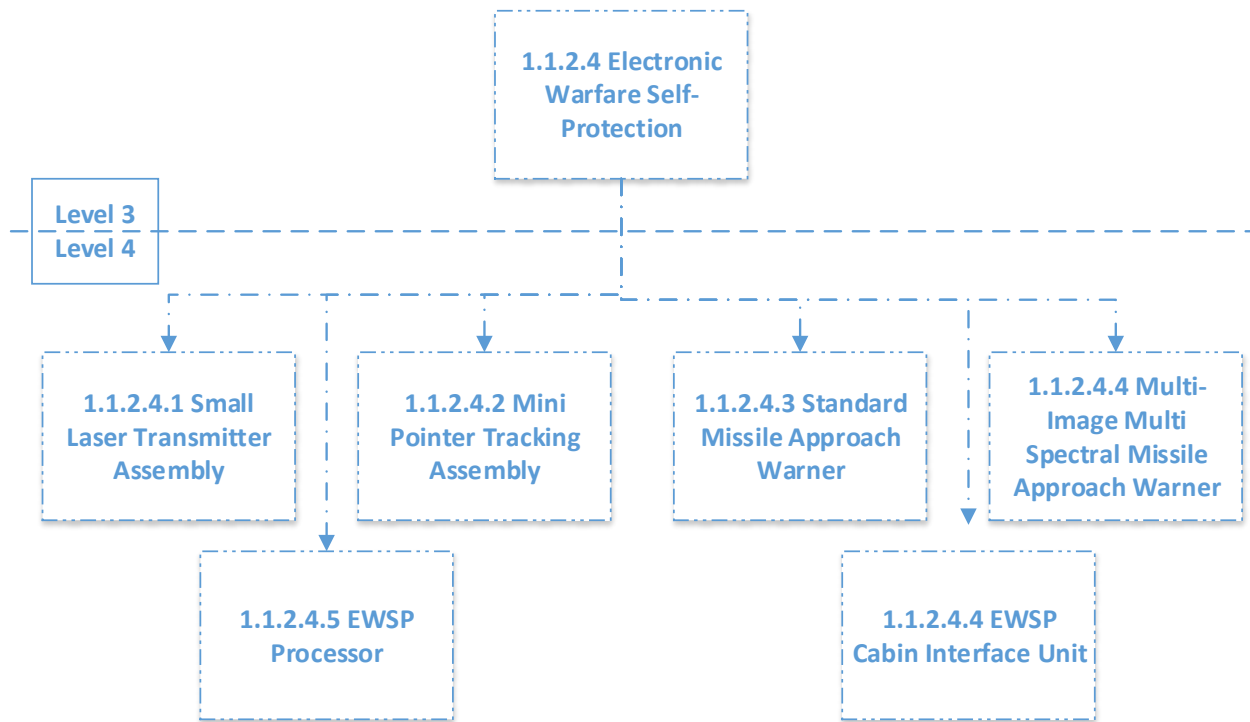 1.1.2.4 Electronic
Warfare Self-
Protection
Level 3
Level 4
1.1.2.4.1 Small
Laser Transmitter
Assembly
1.1.2.4.2 Mini
Pointer Tracking
Assembly
1.1.2.4.3 Standard
Missile Approach
Warner
1.1.2.4.4 Multi-
Image Multi
Spectral Missile
Approach Warner
1.1.2.4.5 EWSP
Processor
1.1.2.4.4 EWSP
Cabin Interface Unit